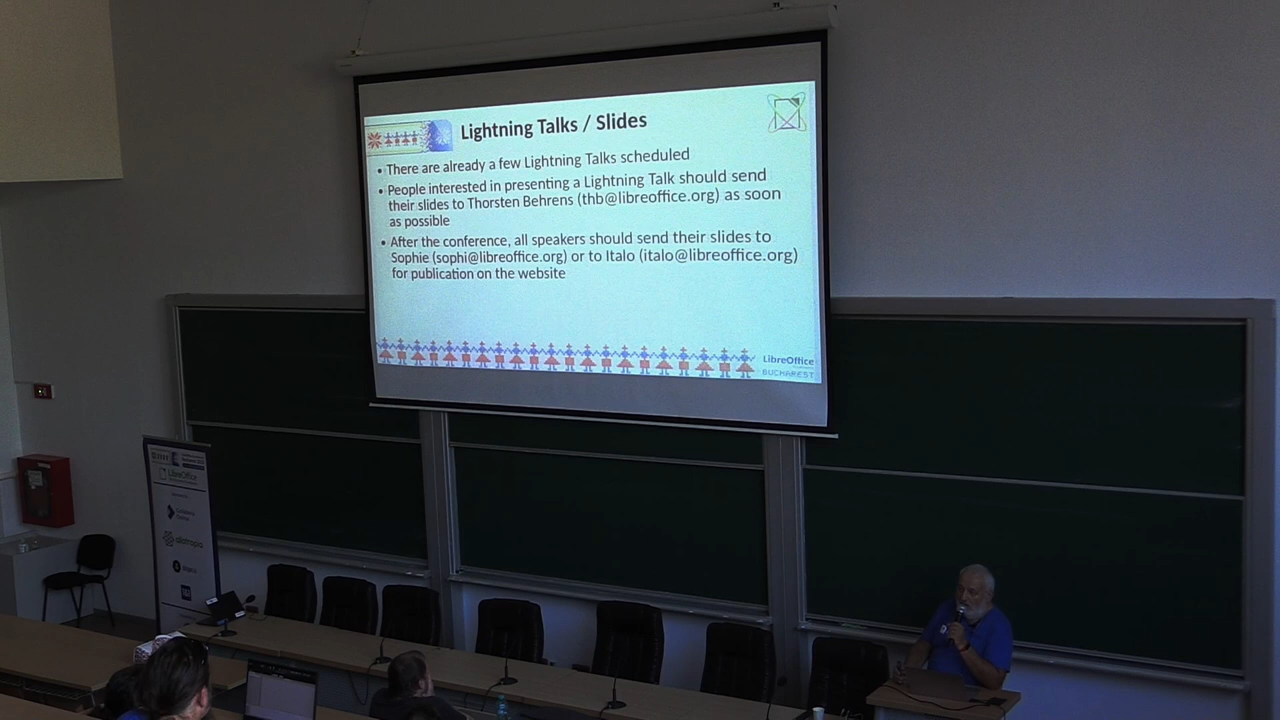 Lightning Talks / Slides
• There are already a few Lightning Talks scheduled
• People interested in presenting a Lightning Talk should send
their slides to Thorsten Behrens (thb@libreoffice.org) as soon
as possible
• After the conference, all speakers should send their slides to
Sophie (sophi@libreoffice.org) or to Italo (italo@libreoffice.org)
for publication on the website
LibreOffice
BUCHAREST
LibreOffice
allotropia